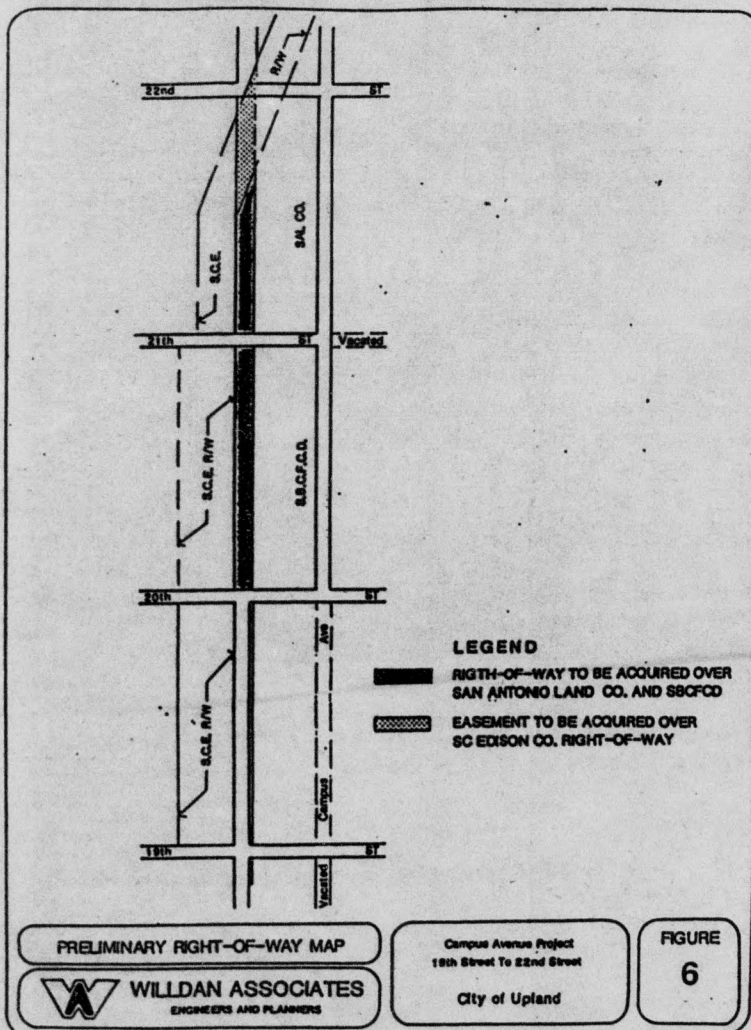 R/W
22nd ST
S.C.E.
SAL CO.
21th ST Vacated
S.C.E. R/W
S.B.C.F.C.D.
20th ST
S.C.E. R/W
Campus Ave
19th ST
Vacated
LEGEND
RIGTH-OF-WAY TO BE ACQUIRED OVER
SAN ANTONIO LAND CO. AND SBCFCD
EASEMENT TO BE ACQUIRED OVER
SC EDISON CO. RIGHT-OF-WAY
PRELIMINARY RIGHT-OF-WAY MAP
WILLDAN ASSOCIATES
ENGINEERS AND PLANNERS
Campus Avenue Project
19th Street To 22nd Street
City of Upland
FIGURE
6